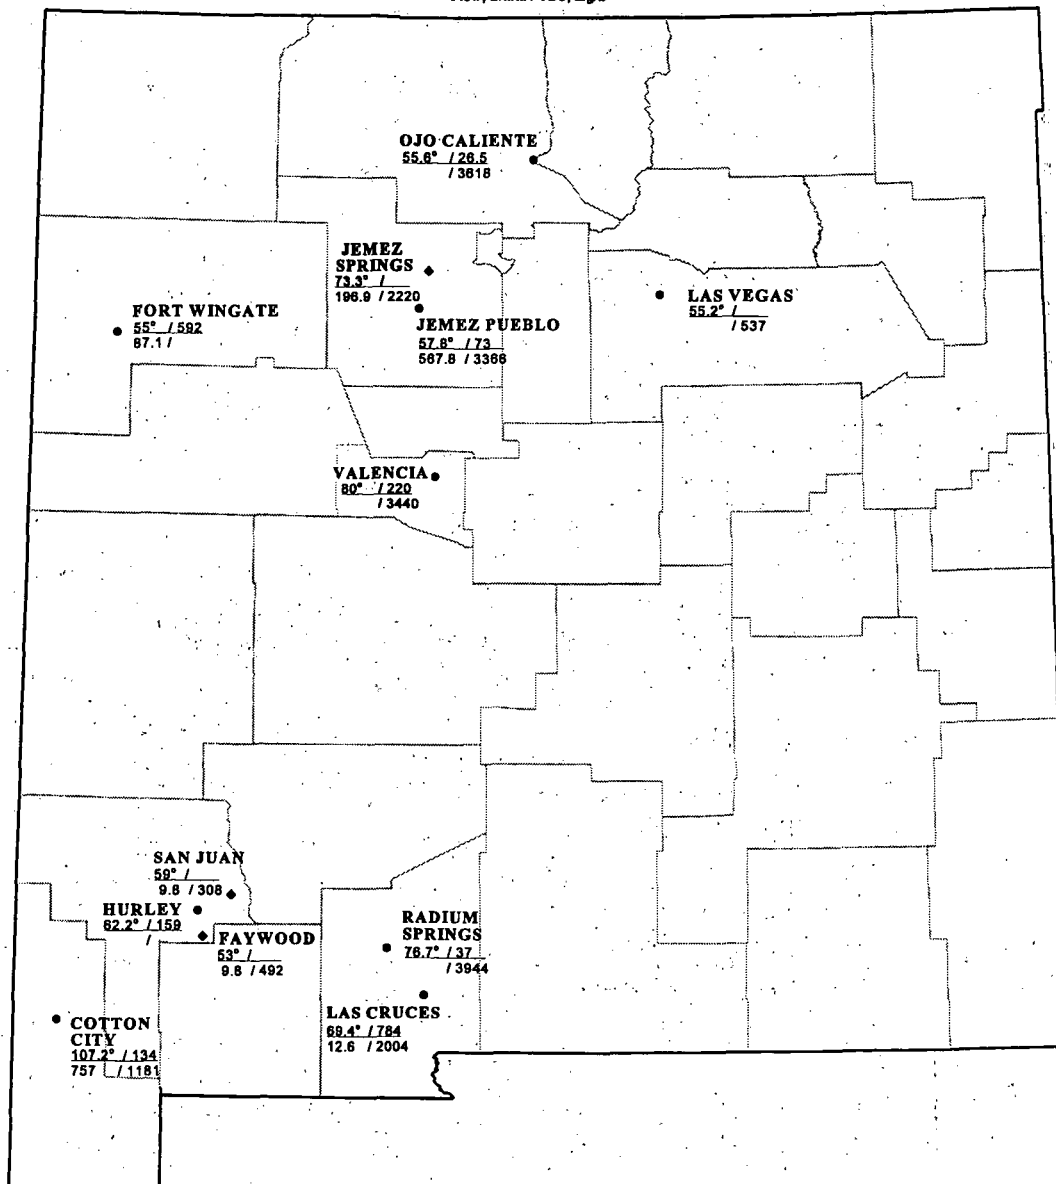 OJO CALIENTE
55.6° / 26.5
/ 3618
JEMEZ
SPRINGS
73.3° /
196.9 / 2220
FORT WINGATE
55° / 592
87.1 /
JEMEZ PUEBLO
57.8° / 73
567.8 / 3366
LAS VEGAS
55.2° /
/ 537
VALENCIA
80° / 220
/ 3440
SAN JUAN
59° /
9.8 / 308
HURLEY
62.2° / 159
/
FAYWOOD
53° /
9.8 / 492
RADIUM
SPRINGS
76.7° / 37
/ 3944
LAS CRUCES
69.4° / 784
12.6 / 2004
COTTON
CITY
107.2° / 134
757 / 1181